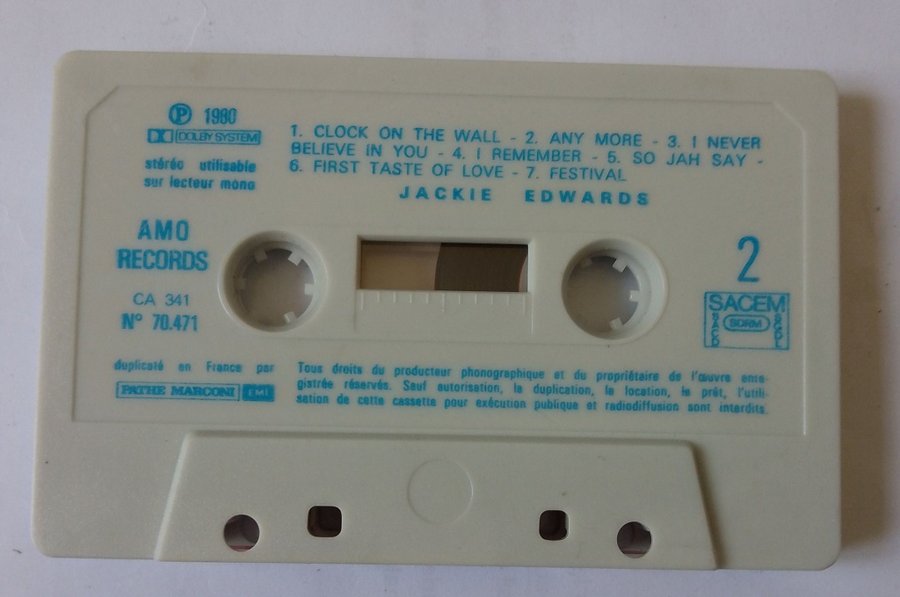 ℗ 1980
DOLBY SYSTEM
stéréo utilisable
sur lecteur mono
1. CLOCK ON THE WALL - 2. ANY MORE - 3. I NEVER
BELIEVE IN YOU - 4. I REMEMBER - 5. SO JAH SAY -
6. FIRST TASTE OF LOVE - 7. FESTIVAL
JACKIE EDWARDS
AMO
RECORDS
CA 341
N° 70.471
2
SACEM
SACD
SDRM
SGDL
dupliqué en France par
PATHE MARCONI EMI
Tous droits du producteur phonographique et du propriétaire de l'œuvre enre-
gistrée réservés. Sauf autorisation, la duplication, la location, le prêt, l'utili-
sation de cette cassette pour exécution publique et radiodiffusion sont interdits.